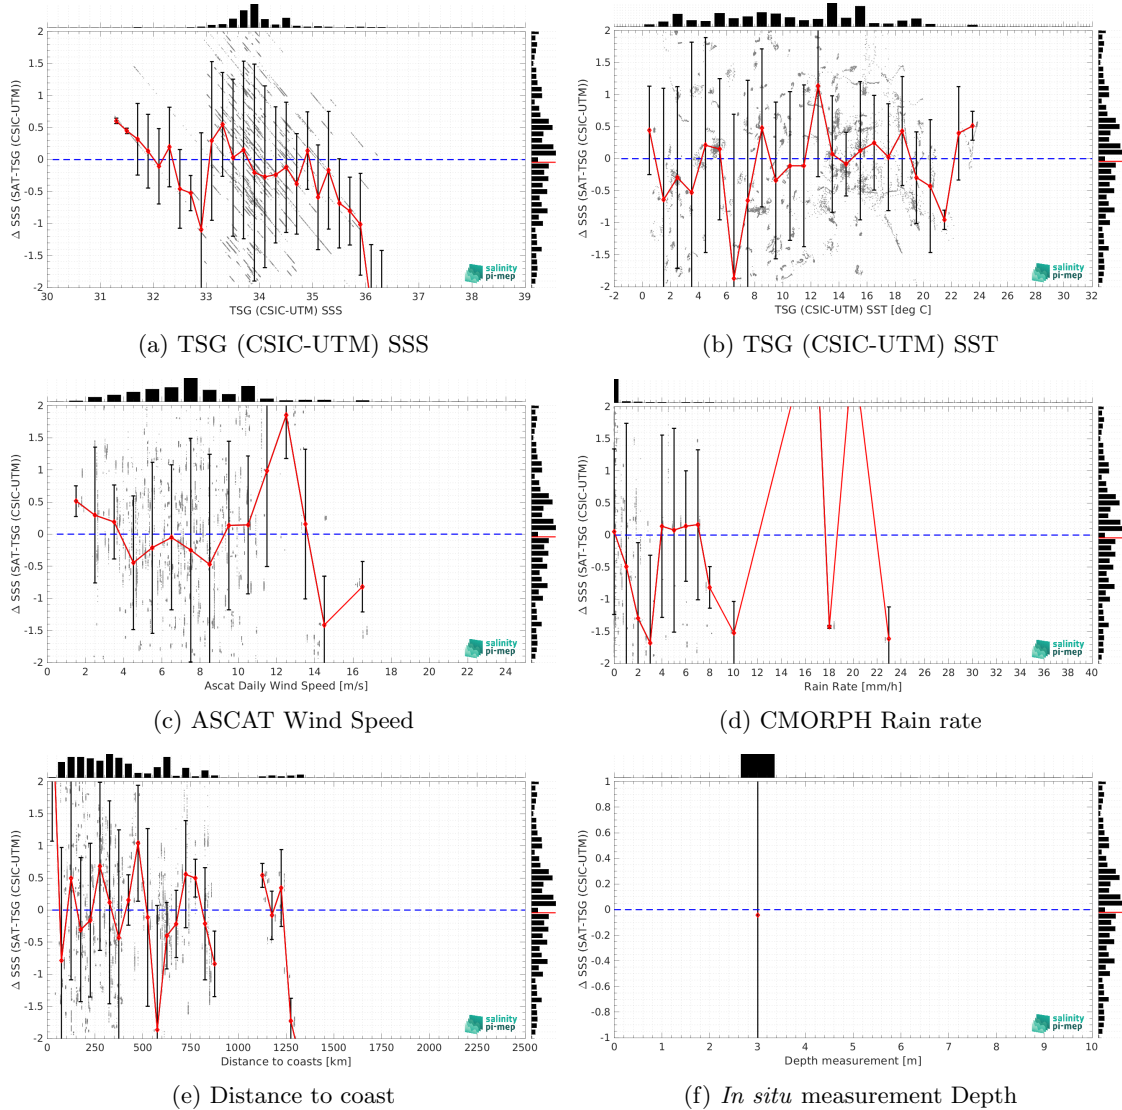 2
1.5
1
0.5
0
-0.5
-1
-1.5
-2
Δ SSS (SAT-TSG (CSIC-UTM))
30 31 32 33 34 35 36 37 38 39
TSG (CSIC-UTM) SSS
salinity
pi-mep
(a) TSG (CSIC-UTM) SSS
2
1.5
1
0.5
0
-0.5
-1
-1.5
-2
Δ SSS (SAT-TSG (CSIC-UTM))
-2 0 2 4 6 8 10 12 14 16 18 20 22 24 26 28 30 32
TSG (CSIC-UTM) SST [deg C]
salinity
pi-mep
(b) TSG (CSIC-UTM) SST
2
1.5
1
0.5
0
-0.5
-1
-1.5
-2
Δ SSS (SAT-TSG (CSIC-UTM))
0 2 4 6 8 10 12 14 16 18 20 22 24
Ascat Daily Wind Speed [m/s]
salinity
pi-mep
(c) ASCAT Wind Speed
2
1.5
1
0.5
0
-0.5
-1
-1.5
-2
Δ SSS (SAT-TSG (CSIC-UTM))
0 2 4 6 8 10 12 14 16 18 20 22 24 26 28 30 32 34 36 38 40
Rain Rate [mm/h]
salinity
pi-mep
(d) CMORPH Rain rate
2
1.5
1
0.5
0
-0.5
-1
-1.5
-2
Δ SSS (SAT-TSG (CSIC-UTM))
0 250 500 750 1000 1250 1500 1750 2000 2250 2500
Distance to coasts [km]
salinity
pi-mep
(e) Distance to coast
1
0.8
0.6
0.4
0.2
0
-0.2
-0.4
-0.6
-0.8
-1
Δ SSS (SAT-TSG (CSIC-UTM))
0 1 2 3 4 5 6 7 8 9 10
Depth measurement [m]
salinity
pi-mep
(f) In situ measurement Depth